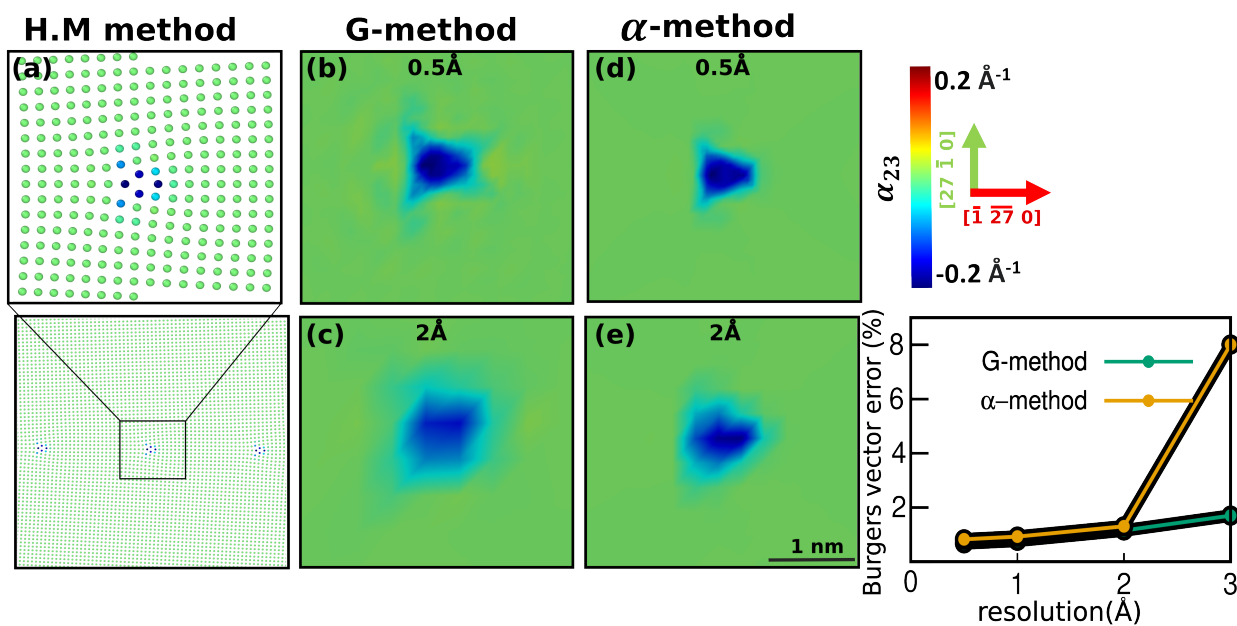 H.M method
G-method
α-method
(a)
(b)
0.5Å
(d)
0.5Å
(c)
2Å
(e)
2Å
1 nm
0.2 Å⁻¹
α₂₃
-0.2 Å⁻¹
[27 1̅ 0]
[1̅ 2̅7̅ 0]
Burgers vector error (%)
8
6
4
2
G-method
α−method
0
1
2
3
resolution(Å)